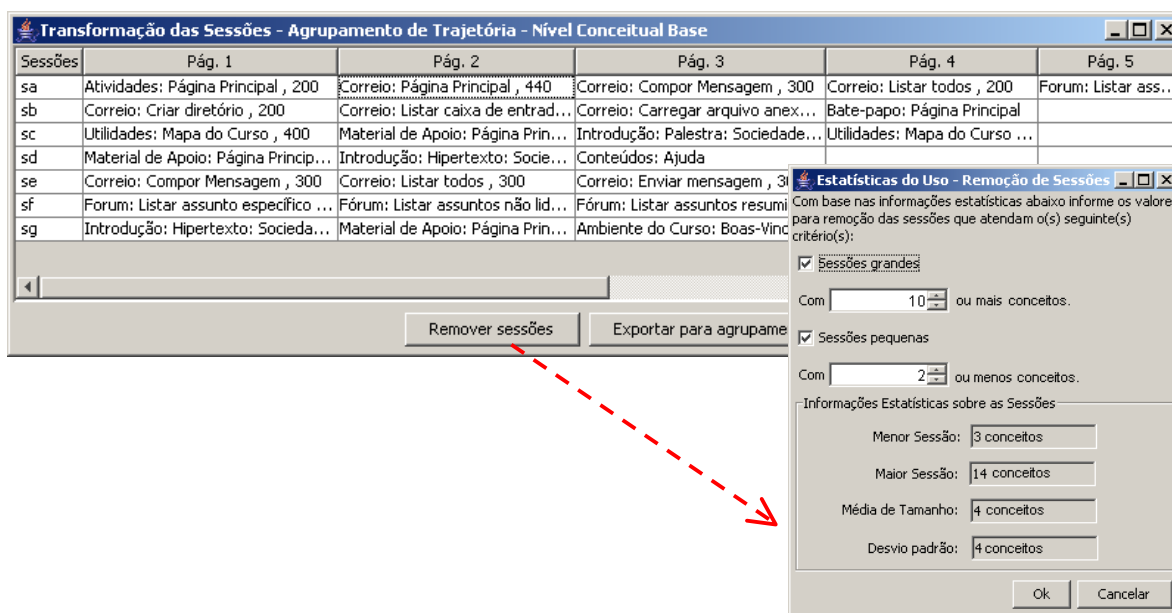 Transformação das Sessões - Agrupamento de Trajetória - Nível Conceitual Base
Sessões Pág. 1 Pág. 2 Pág. 3 Pág. 4 Pág. 5
sa Atividades: Página Principal , 200 Correio: Página Principal , 440 Correio: Compor Mensagem , 300 Correio: Listar todos , 200 Forum: Listar ass...
sb Correio: Criar diretório , 200 Correio: Listar caixa de entrad... Correio: Carregar arquivo anex... Bate-papo: Página Principal
sc Utilidades: Mapa do Curso , 400 Material de Apoio: Página Prin... Introdução: Palestra: Sociedade... Utilidades: Mapa do Curso ...
sd Material de Apoio: Página Princip... Introdução: Hipertexto: Socie... Conteúdos: Ajuda
se Correio: Compor Mensagem , 300 Correio: Listar todos , 300 Correio: Enviar mensagem , 3
sf Forum: Listar assunto específico ... Fórum: Listar assuntos não lid... Fórum: Listar assuntos resumi
sg Introdução: Hipertexto: Socieda... Material de Apoio: Página Prin... Ambiente do Curso: Boas-Vinc
Remover sessões Exportar para agrupame
Estatísticas do Uso - Remoção de Sessões
Com base nas informações estatísticas abaixo informe os valore
para remoção das sessões que atendam o(s) seguinte(s)
critério(s):
Sessões grandes
Com 10 ou mais conceitos.
Sessões pequenas
Com 2 ou menos conceitos.
Informações Estatísticas sobre as Sessões
Menor Sessão: 3 conceitos
Maior Sessão: 14 conceitos
Média de Tamanho: 4 conceitos
Desvio padrão: 4 conceitos
Ok Cancelar